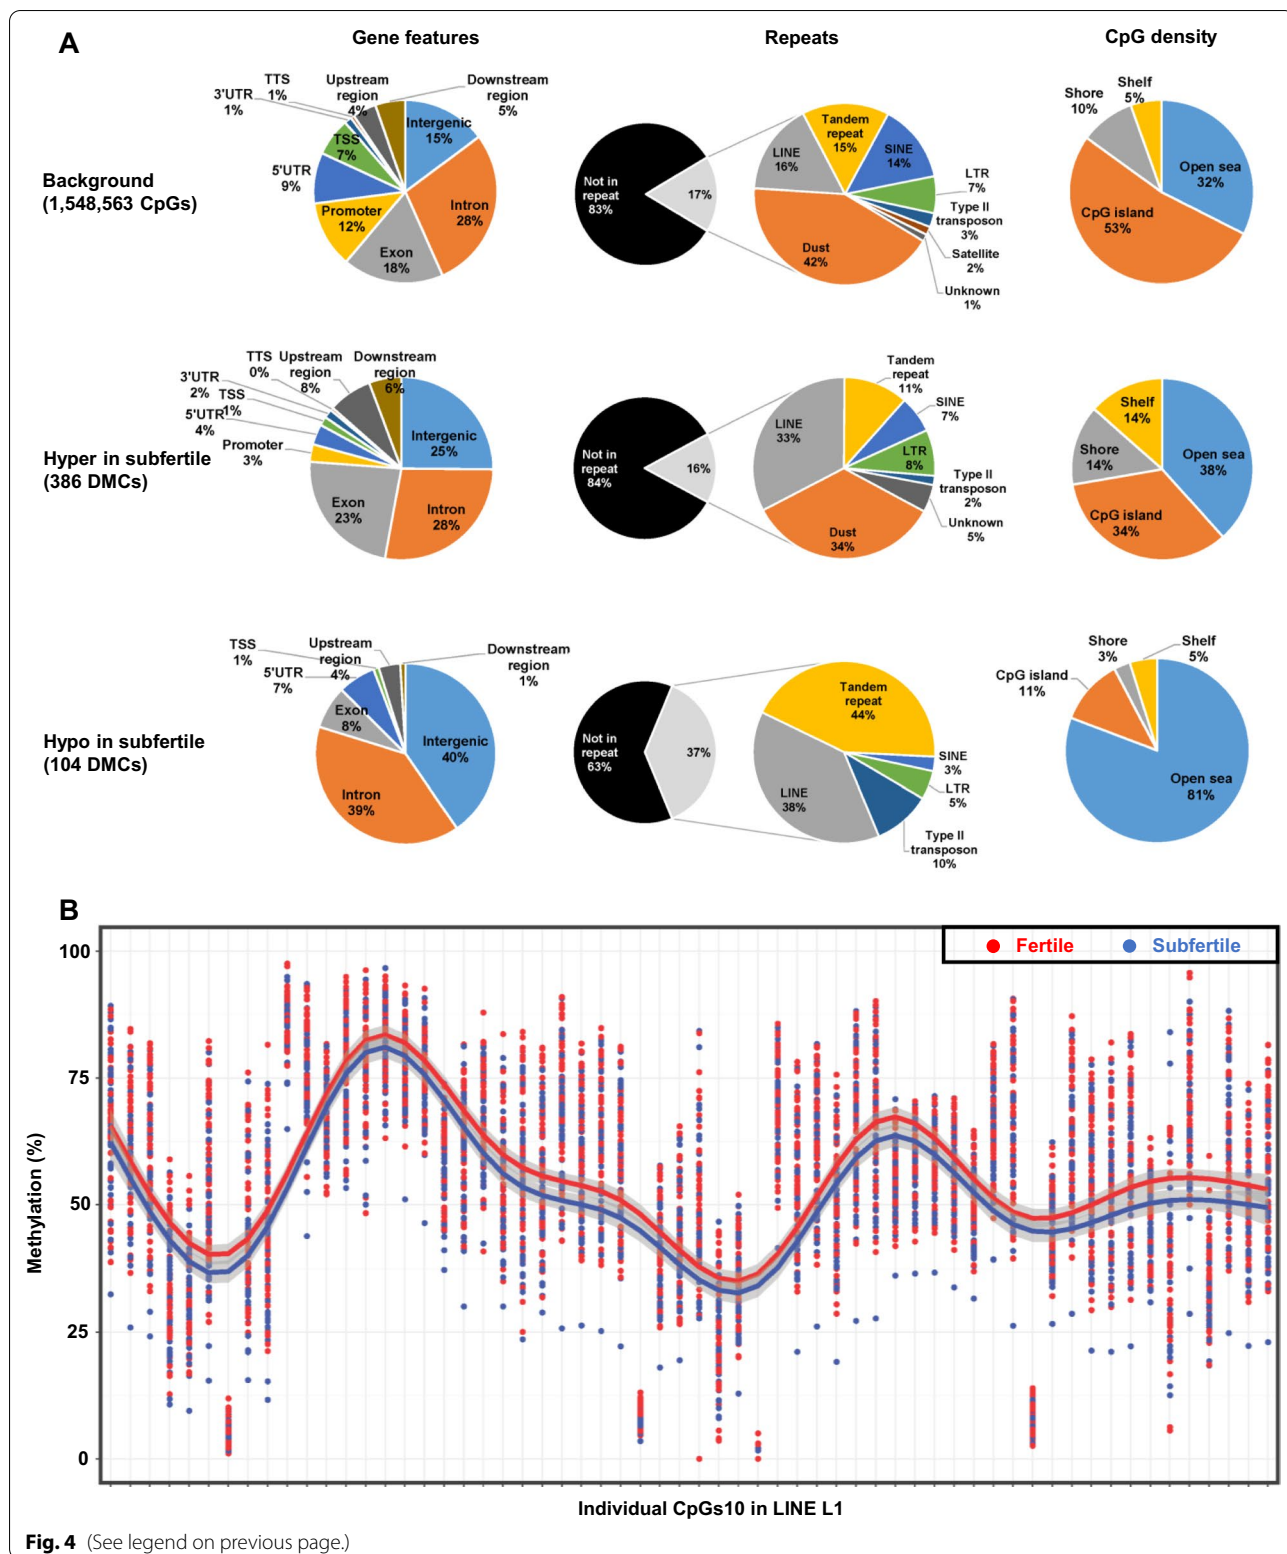 A
Gene features
Repeats
CpG density
Background
(1,548,563 CpGs)
3'UTR
1%
TTS
1%
Upstream
region
4%
Downstream
region
5%
Intergenic
15%
TSS
7%
5'UTR
9%
Promoter
12%
Exon
18%
Intron
28%
Not in
repeat
83%
17%
LINE
16%
Tandem
repeat
15%
SINE
14%
LTR
7%
Type II
transposon
3%
Satellite
2%
Unknown
1%
Dust
42%
Shore
10%
Shelf
5%
Open sea
32%
CpG island
53%
Hyper in subfertile
(386 DMCs)
TTS
0%
Upstream
region
8%
Downstream
region
6%
3'UTR
2%
TSS
1%
5'UTR
4%
Promoter
3%
Intergenic
25%
Exon
23%
Intron
28%
Not in
repeat
84%
16%
LINE
33%
Tandem
repeat
11%
SINE
7%
LTR
8%
Type II
transposon
2%
Unknown
5%
Dust
34%
Shelf
14%
Shore
14%
Open sea
38%
CpG island
34%
Hypo in subfertile
(104 DMCs)
TSS
1%
Upstream
region
4%
Downstream
region
1%
5'UTR
7%
Exon
8%
Intergenic
40%
Intron
39%
Not in
repeat
63%
37%
Tandem
repeat
44%
SINE
3%
LTR
5%
Type II
transposon
10%
LINE
38%
Shore
3%
Shelf
5%
CpG island
11%
Open sea
81%
B
Fertile
Subfertile
100
75
50
25
0
Methylation (%)
Individual CpGs10 in LINE L1
Fig. 4 (See legend on previous page.)